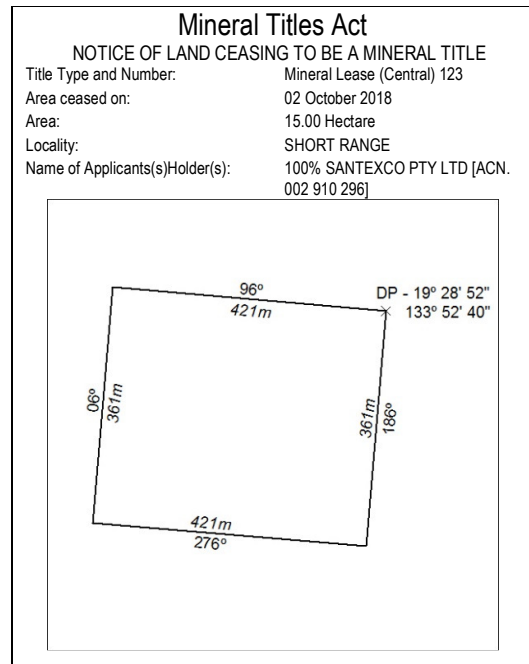 Mineral Titles Act
NOTICE OF LAND CEASING TO BE A MINERAL TITLE
Title Type and Number: Mineral Lease (Central) 123
Area ceased on: 02 October 2018
Area: 15.00 Hectare
Locality: SHORT RANGE
Name of Applicants(s)Holder(s): 100% SANTEXCO PTY LTD [ACN.
002 910 296]
96º
421m
DP - 19º 28' 52"
133º 52' 40"
06º
361m
361m
186º
421m
276º